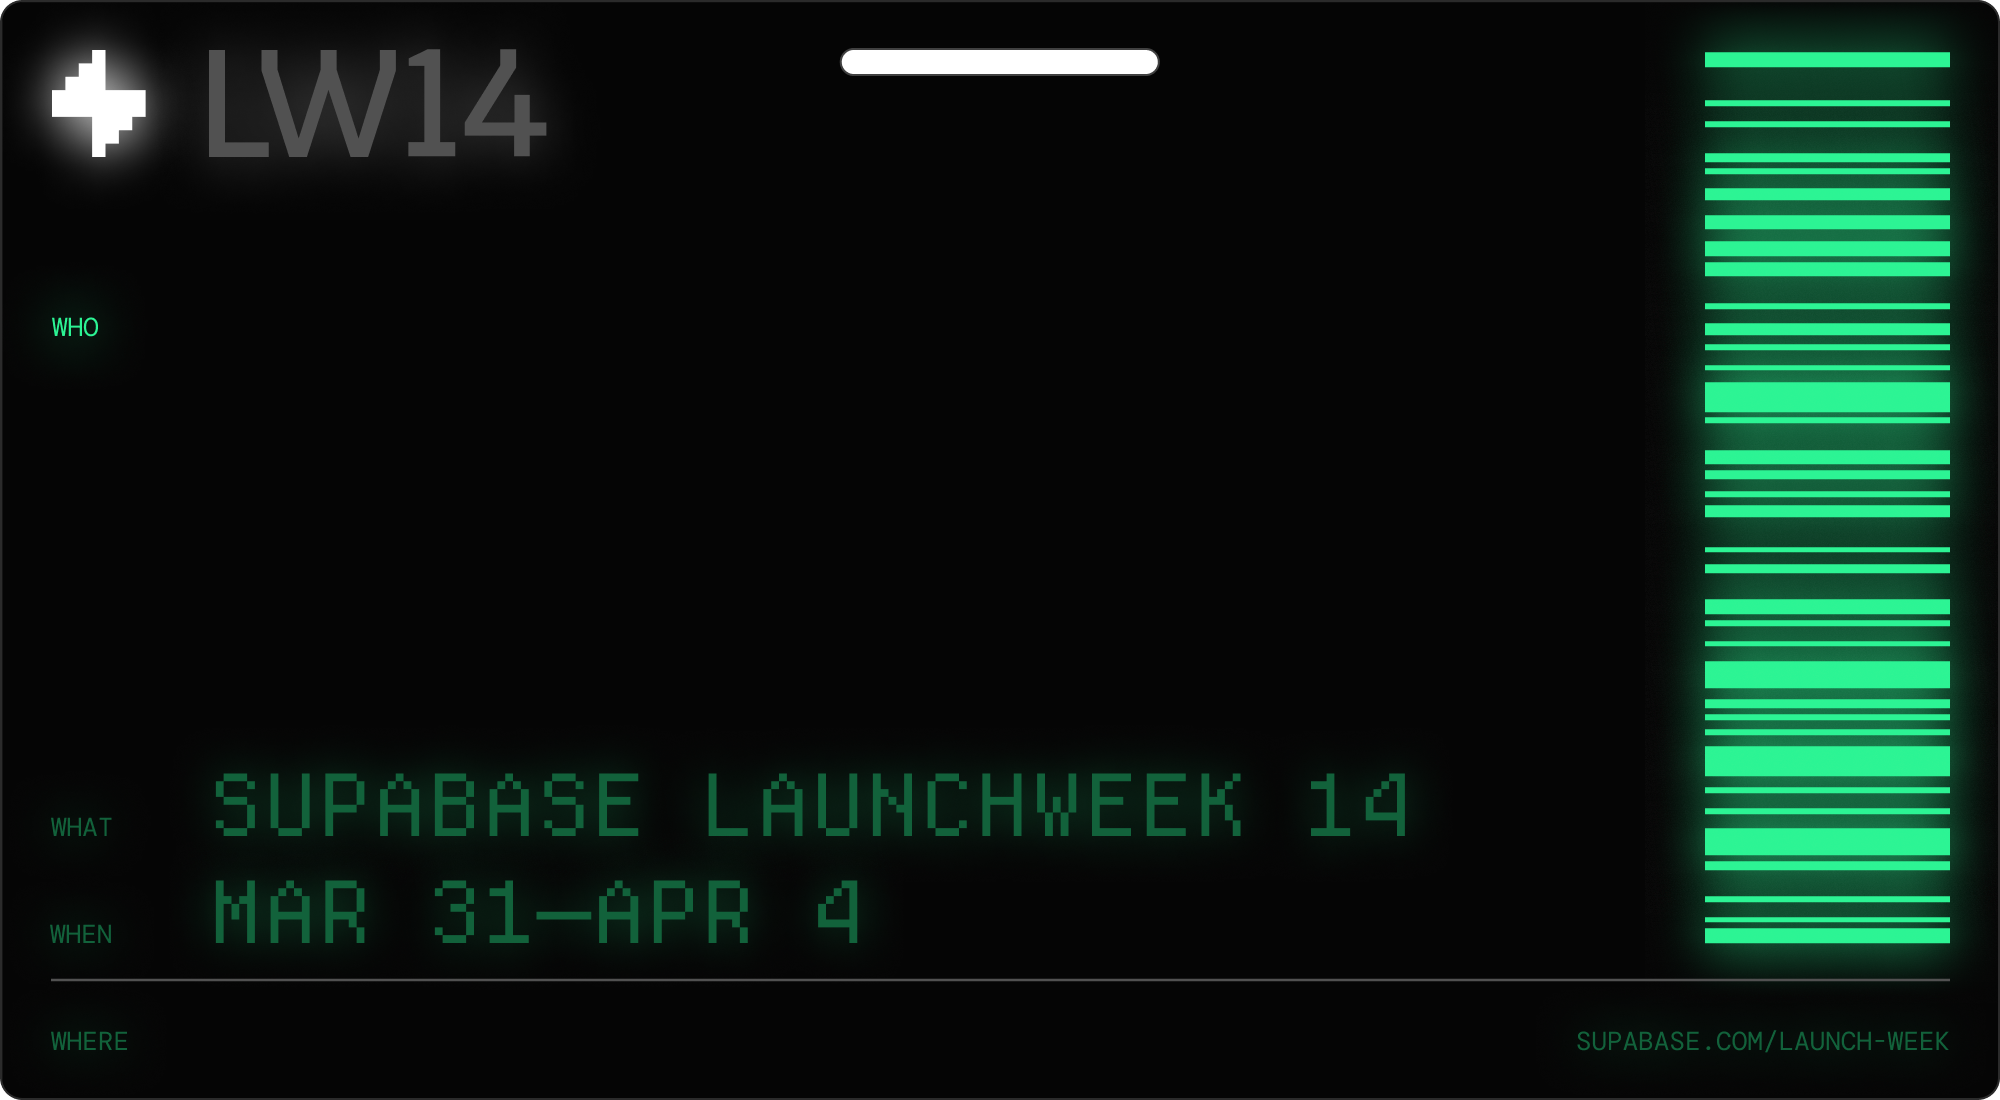 LW14
WHO
WHAT SUPABASE LAUNCHWEEK 14
WHEN MAR 31—APR 4
WHERE SUPABASE.COM/LAUNCH-WEEK